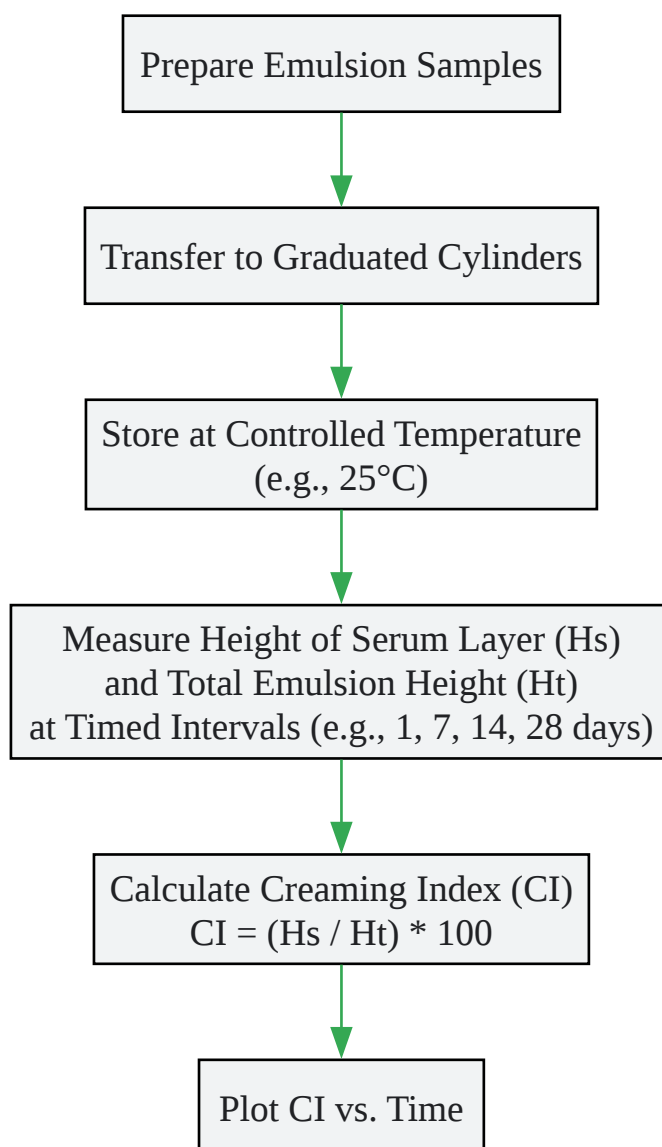 Prepare Emulsion Samples
Transfer to Graduated Cylinders
Store at Controlled Temperature
(e.g., 25°C)
Measure Height of Serum Layer (Hs)
and Total Emulsion Height (Ht)
at Timed Intervals (e.g., 1, 7, 14, 28 days)
Calculate Creaming Index (CI)
CI = (Hs / Ht) * 100
Plot CI vs. Time